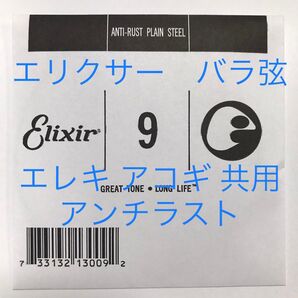 ANTI-RUST PLAIN STEEL
エリクサー　バラ弦
Elixir®
9
エレキ アコギ 共用
GREAT TONE • LONG LIFE™
アンチラスト
7 33132 13009 2